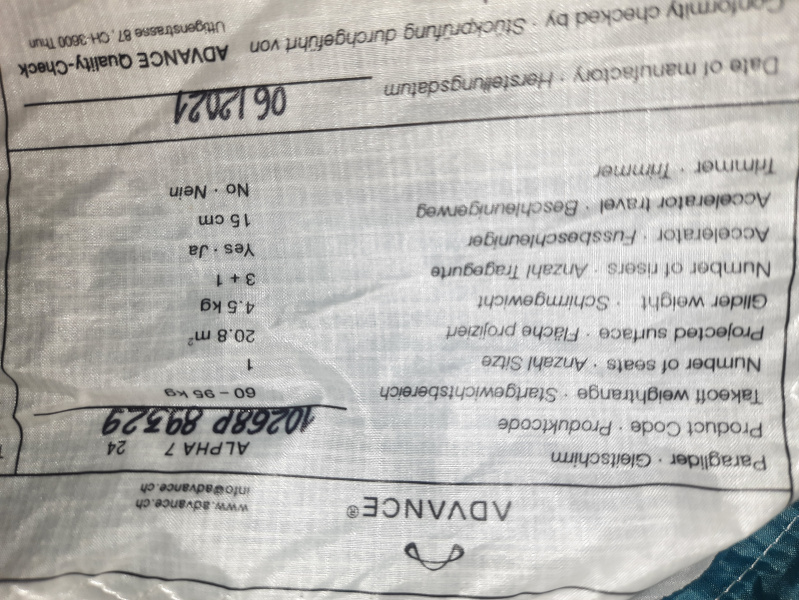 ADVANCE®
www.advance.ch
info@advance.ch
Paraglider · Gleitschirm ALPHA 7 24
Product Code · Produktcode 10268P 89329
Takeoff weightrange · Startgewichtsbereich 60 – 95 kg
Number of seats · Anzahl Sitze 1
Projected surface · Fläche projiziert 20.8 m²
Glider weight · Schirmgewicht 4.5 kg
Number of risers · Anzahl Tragegurte 3 + 1
Accelerator · Fussbeschleuniger Yes · Ja
Accelerator travel · Beschleunigerweg 15 cm
Trimmer · Trimmer No · Nein
Date of manufactory · Herstellungsdatum 06/2021
Conformity checked by · Stückprüfung durchgeführt von ADVANCE Quality-Check
Uttigenstrasse 87, CH-3600 Thun